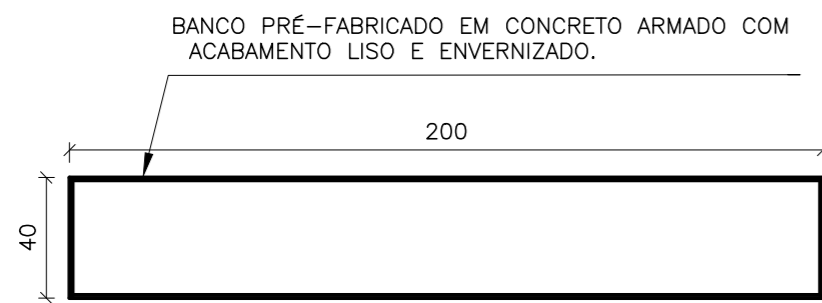 BANCO PRÉ-FABRICADO EM CONCRETO ARMADO COM
ACABAMENTO LISO E ENVERNIZADO.
200
40